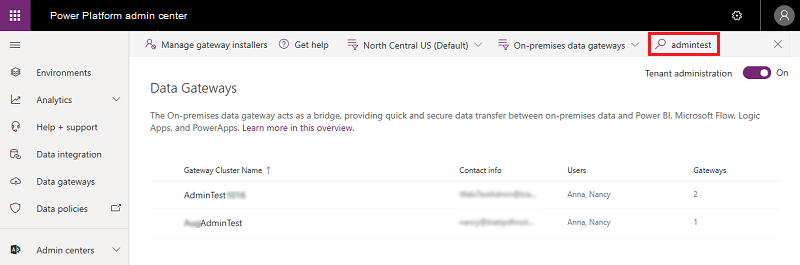 Power Platform admin center
Manage gateway installers Get help North Central US (Default) On-premises data gateways admintest
Environments
Analytics
Help + support
Data integration
Data gateways
Data policies
Admin centers
Tenant administration On
Data Gateways
The On-premises data gateway acts as a bridge, providing quick and secure data transfer between on-premises data and Power BI, Microsoft Flow, Logic
Apps, and PowerApps. Learn more in this overview.
Gateway Cluster Name ↑ Contact info Users Gateways
AdminTest Anna, Nancy 2
AdminTest Anna, Nancy 1